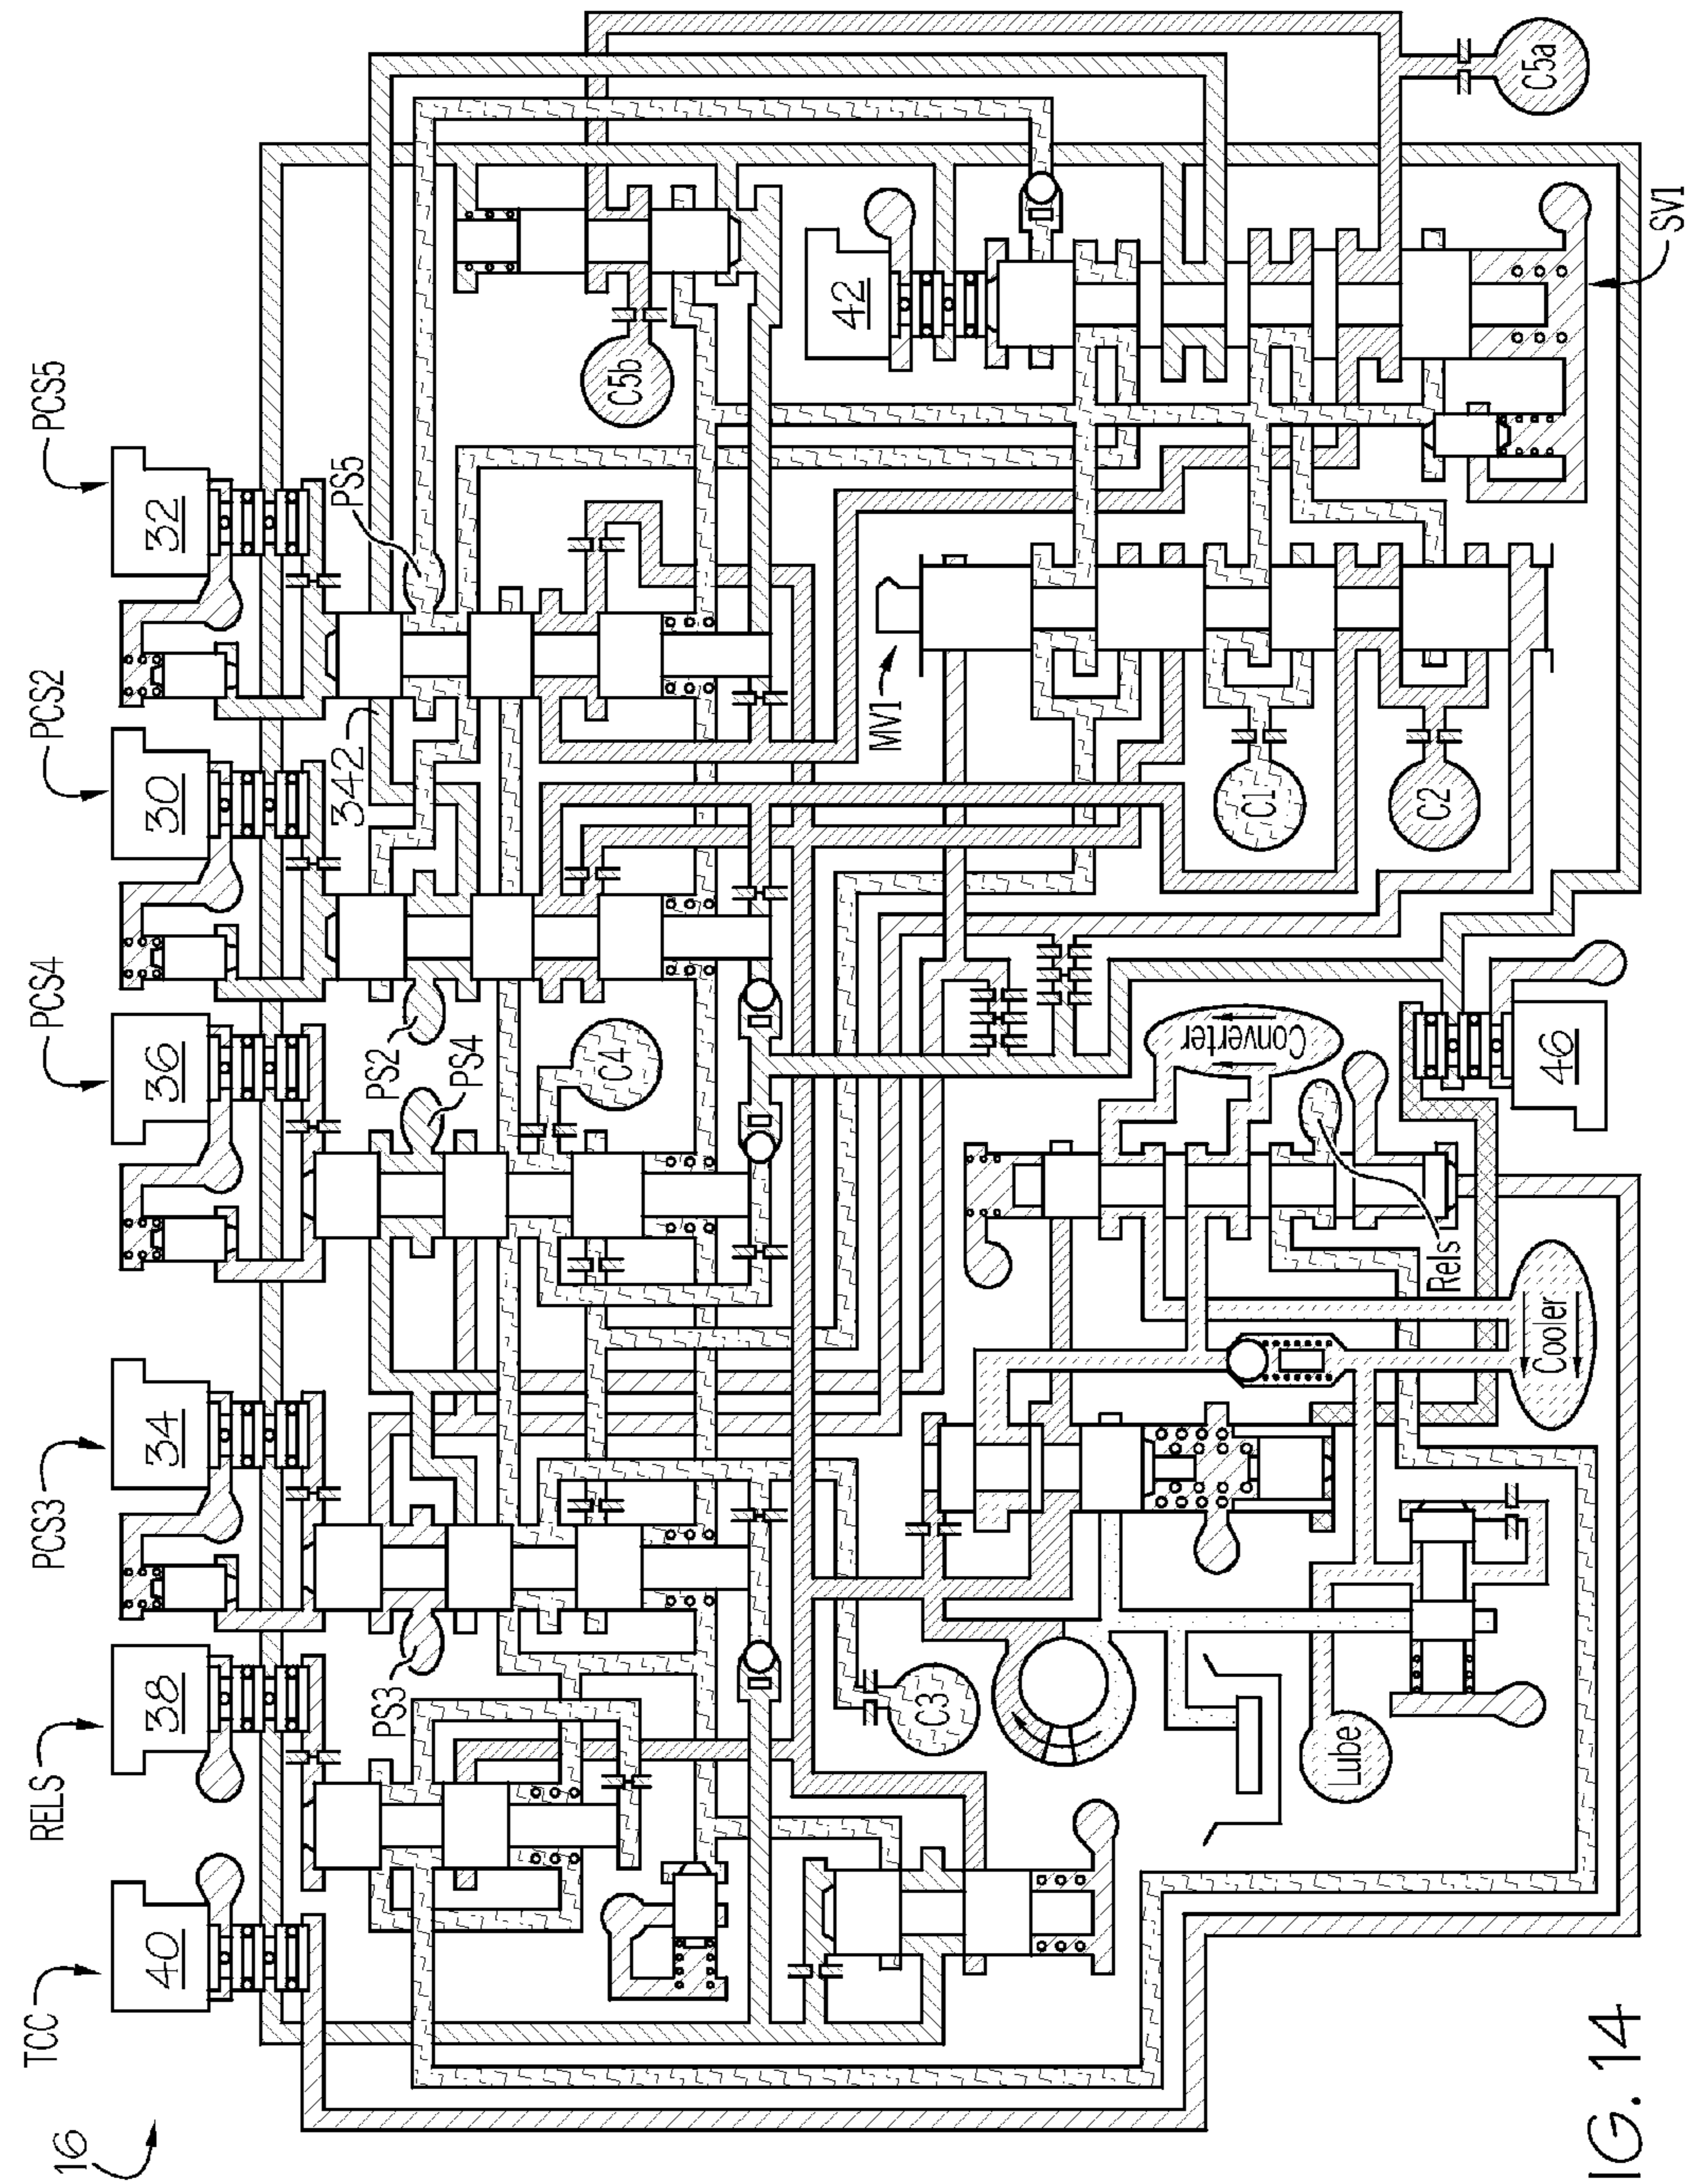 16
TCC
RELS
PCS3
PCS4
PCS2
PCS5
40
38
34
36
30
32
PS3
PS2
PS4
342
PS5
C4
C5b
42
C5a
MV1
SV1
C1
C2
C3
Converter
46
Rels
Cooler
Lube
IG. 14